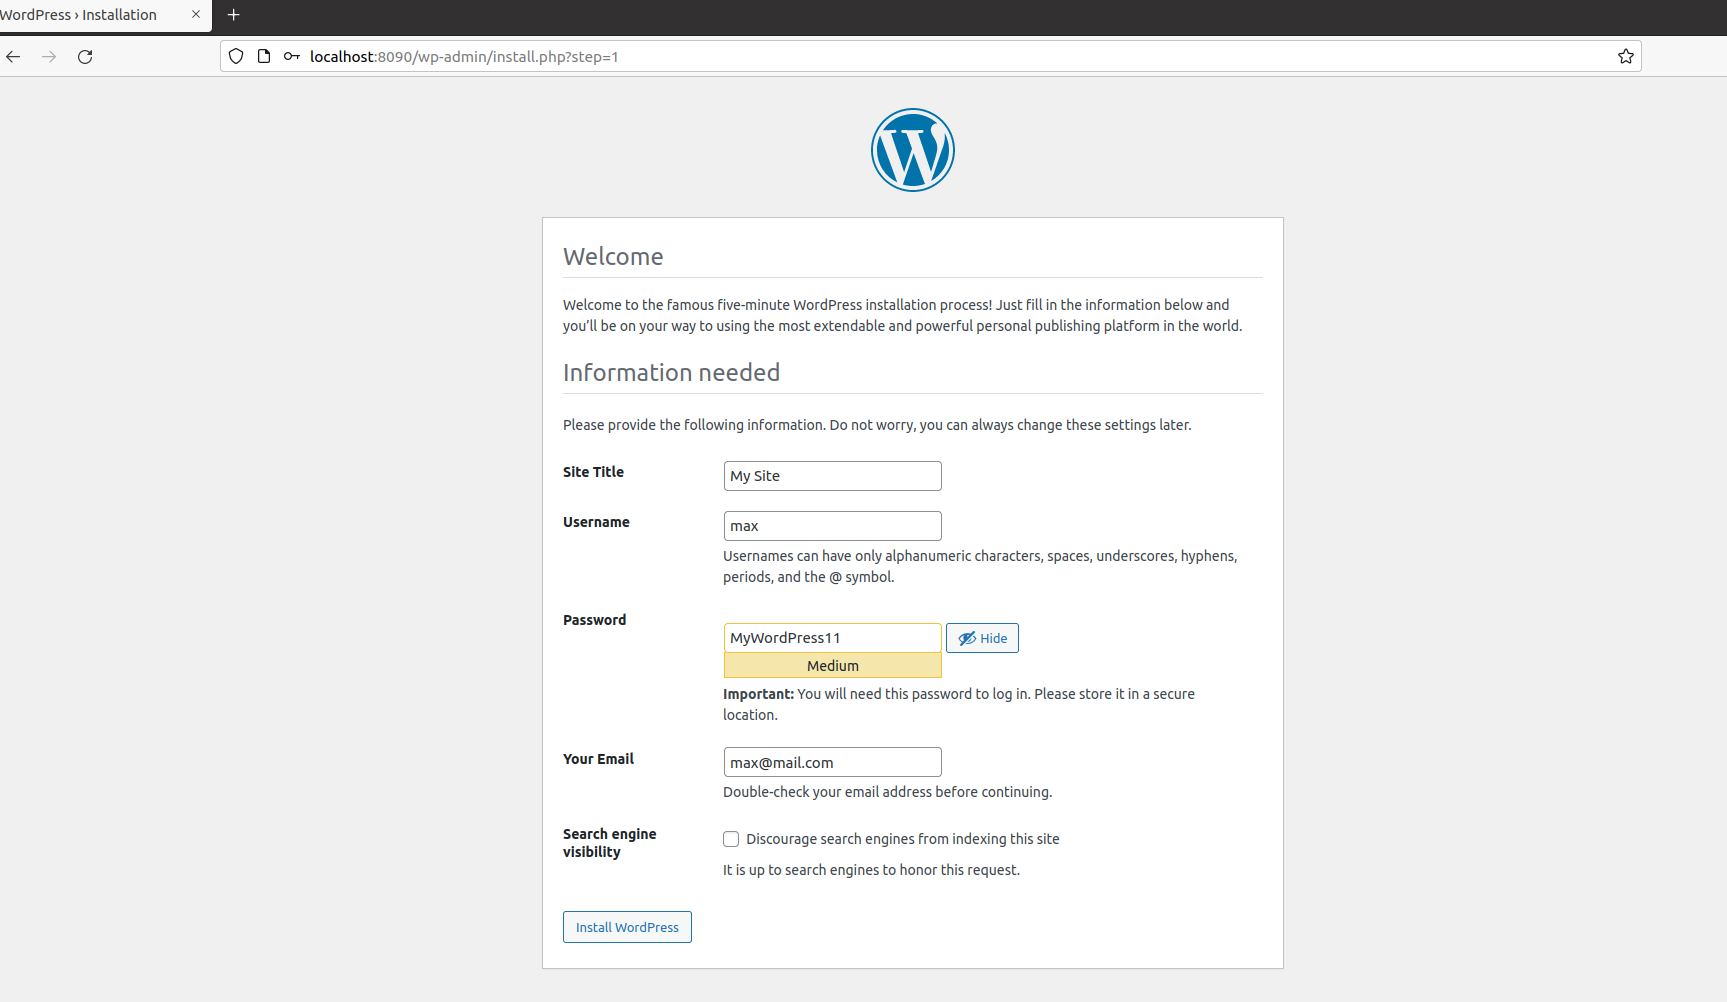 WordPress › Installation
localhost:8090/wp-admin/install.php?step=1
Welcome
Welcome to the famous five-minute WordPress installation process! Just fill in the information below and
you’ll be on your way to using the most extendable and powerful personal publishing platform in the world.
Information needed
Please provide the following information. Do not worry, you can always change these settings later.
Site Title
My Site
Username
max
Usernames can have only alphanumeric characters, spaces, underscores, hyphens,
periods, and the @ symbol.
Password
MyWordPress11
Hide
Medium
Important: You will need this password to log in. Please store it in a secure
location.
Your Email
max@mail.com
Double-check your email address before continuing.
Search engine
visibility
Discourage search engines from indexing this site
It is up to search engines to honor this request.
Install WordPress